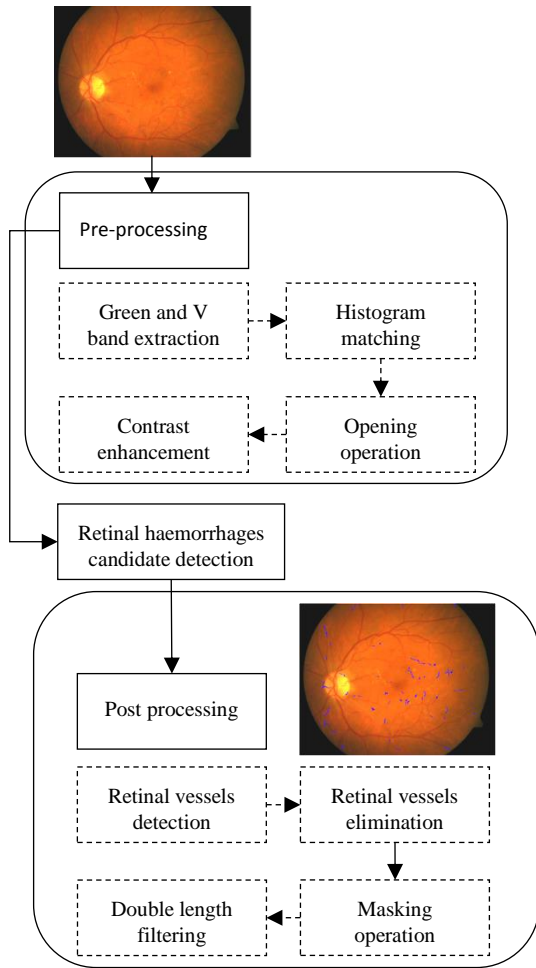 Pre-processing
Green and V
band extraction
Histogram
matching
Contrast
enhancement
Opening
operation
Retinal haemorrhages
candidate detection
Post processing
Retinal vessels
detection
Retinal vessels
elimination
Double length
filtering
Masking
operation